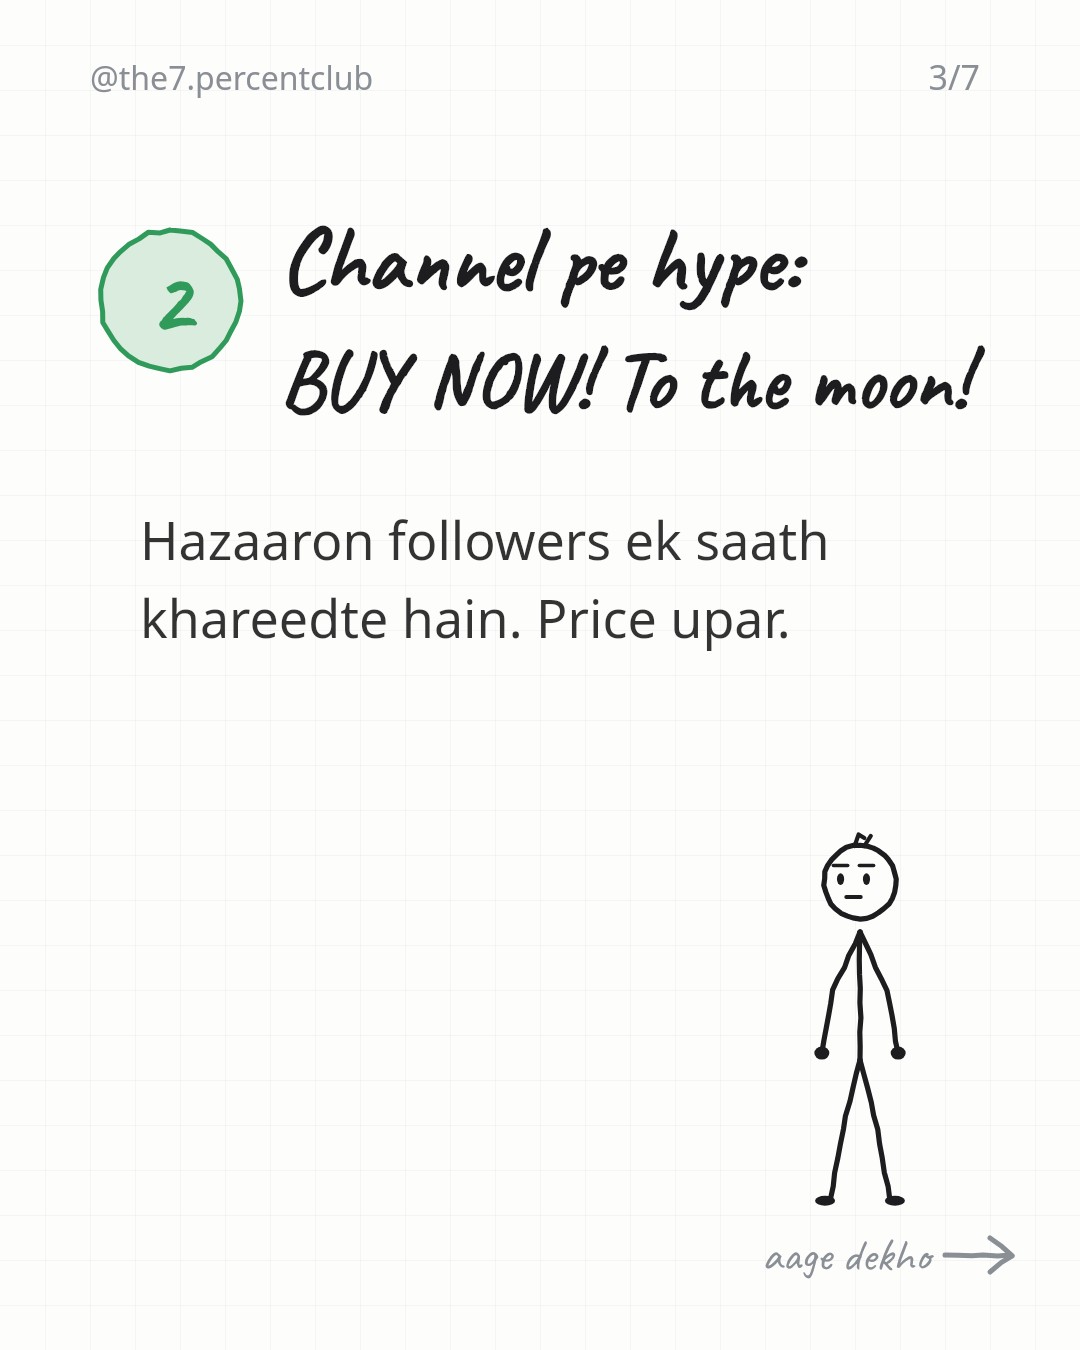 @the7.percentclub
3/7
2
Channel pe hype:
BUY NOW! To the moon!
Hazaaron followers ek saath
khareedte hain. Price upar.
aage dekho